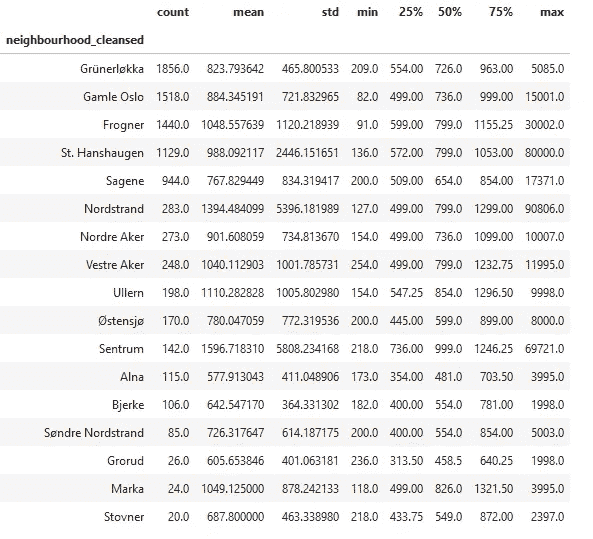 count mean std min 25% 50% 75% max
neighbourhood_cleansed
Grünerløkka 1856.0 823.793642 465.800533 209.0 554.00 726.0 963.00 5085.0
Gamle Oslo 1518.0 884.345191 721.832965 82.0 499.00 736.0 999.00 15001.0
Frogner 1440.0 1048.557639 1120.218939 91.0 599.00 799.0 1155.25 30002.0
St. Hanshaugen 1129.0 988.092117 2446.151651 136.0 572.00 799.0 1053.00 80000.0
Sagene 944.0 767.829449 834.319417 200.0 509.00 654.0 854.00 17371.0
Nordstrand 283.0 1394.484099 5396.181989 127.0 499.00 799.0 1299.00 90806.0
Nordre Aker 273.0 901.608059 734.813670 154.0 499.00 736.0 1099.00 10007.0
Vestre Aker 248.0 1040.112903 1001.785731 254.0 499.00 799.0 1232.75 11995.0
Ullern 198.0 1110.282828 1005.802980 154.0 547.25 854.0 1296.50 9998.0
Østensjø 170.0 780.047059 772.319536 200.0 445.00 599.0 899.00 8000.0
Sentrum 142.0 1596.718310 5808.234168 218.0 736.00 999.0 1246.25 69721.0
Alna 115.0 577.913043 411.048906 173.0 354.00 481.0 703.50 3995.0
Bjerke 106.0 642.547170 364.331302 182.0 400.00 554.0 781.00 1998.0
Søndre Nordstrand 85.0 726.317647 614.187175 200.0 400.00 554.0 854.00 5003.0
Grorud 26.0 605.653846 401.063181 236.0 313.50 458.5 640.25 1998.0
Marka 24.0 1049.125000 878.242133 118.0 499.00 826.0 1321.50 3995.0
Stovner 20.0 687.800000 463.338980 218.0 433.75 549.0 872.00 2397.0